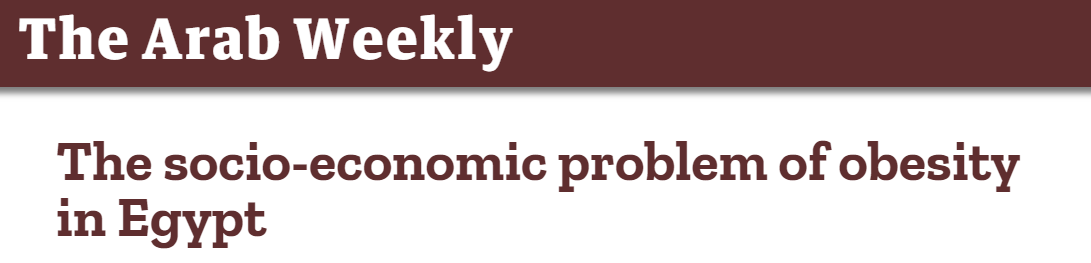 The Arab Weekly
The socio-economic problem of obesity
in Egypt